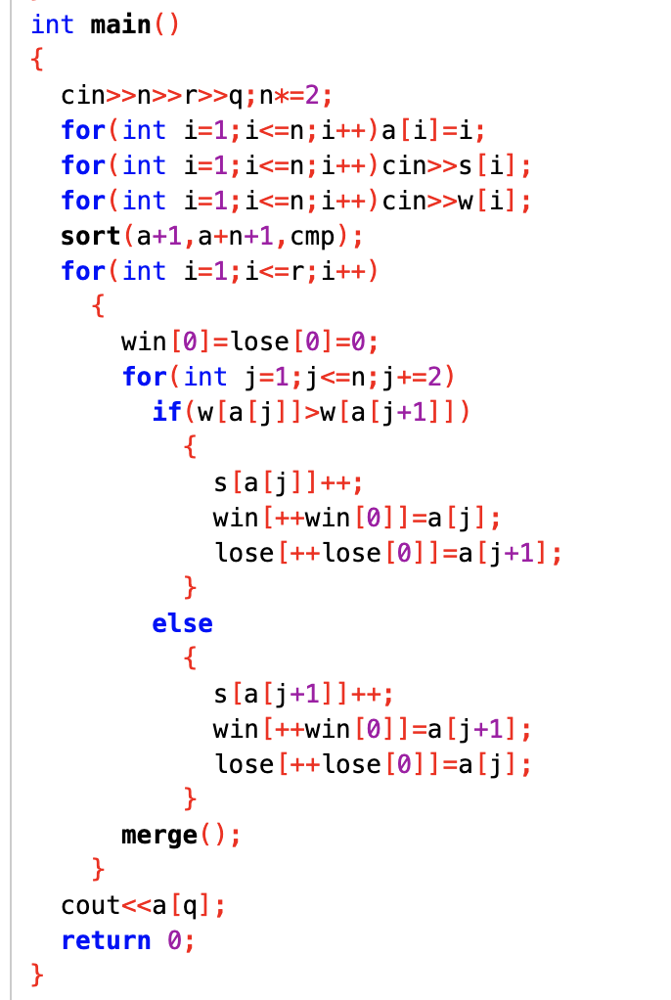 int main()
{
cin>>n>>r>>q;n*=2;
for(int i=1;i<=n;i++)a[i]=i;
for(int i=1;i<=n;i++)cin>>s[i];
for(int i=1;i<=n;i++)cin>>w[i];
sort(a+1,a+n+1,cmp);
for(int i=1;i<=r;i++)
{
win[0]=lose[0]=0;
for(int j=1;j<=n;j+=2)
if(w[a[j]]>w[a[j+1]])
{
s[a[j]]++;
win[++win[0]]=a[j];
lose[++lose[0]]=a[j+1];
}
else
{
s[a[j+1]]++;
win[++win[0]]=a[j+1];
lose[++lose[0]]=a[j];
}
merge();
}
cout<<a[q];
return 0;
}